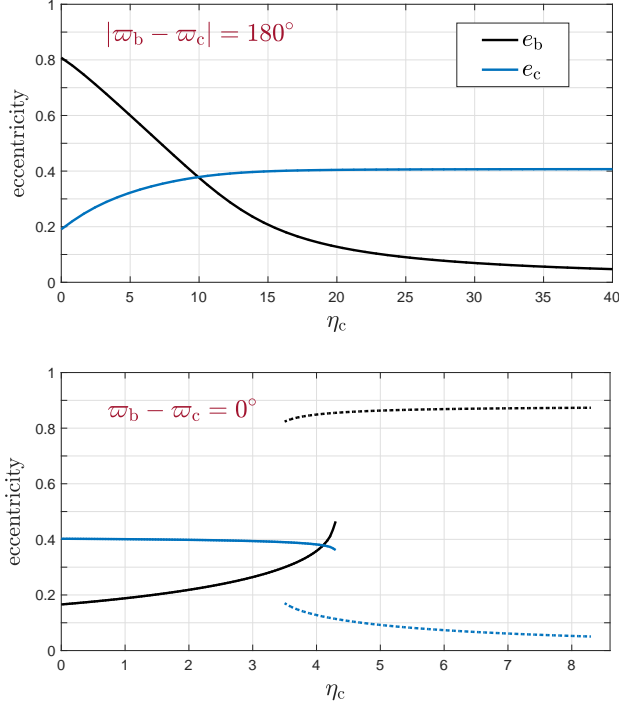 |ϖb − ϖc| = 180°
eb
ec
eccentricity
1
0.8
0.6
0.4
0.2
0
0 5 10 15 20 25 30 35 40
ηc
ϖb − ϖc = 0°
eccentricity
1
0.8
0.6
0.4
0.2
0
0 1 2 3 4 5 6 7 8
ηc